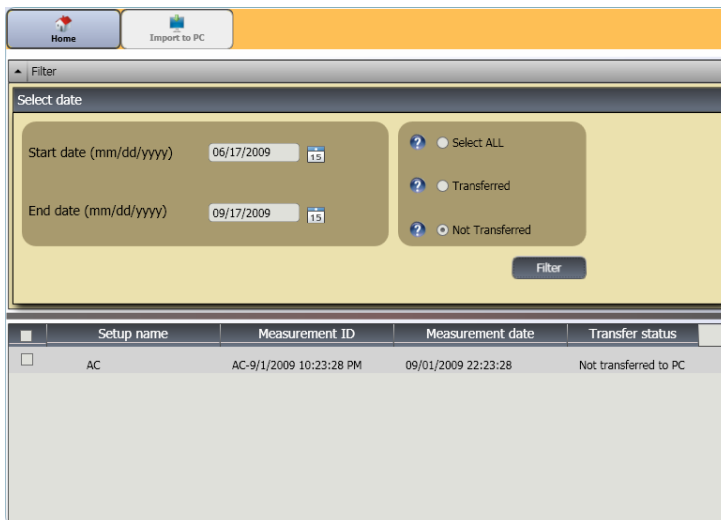 Home
Import to PC
Filter
Select date
Start date (mm/dd/yyyy) 06/17/2009 15
? Select ALL
? Transferred
End date (mm/dd/yyyy) 09/17/2009 15
? Not Transferred
Filter
Setup name Measurement ID Measurement date Transfer status
AC AC-9/1/2009 10:23:28 PM 09/01/2009 22:23:28 Not transferred to PC